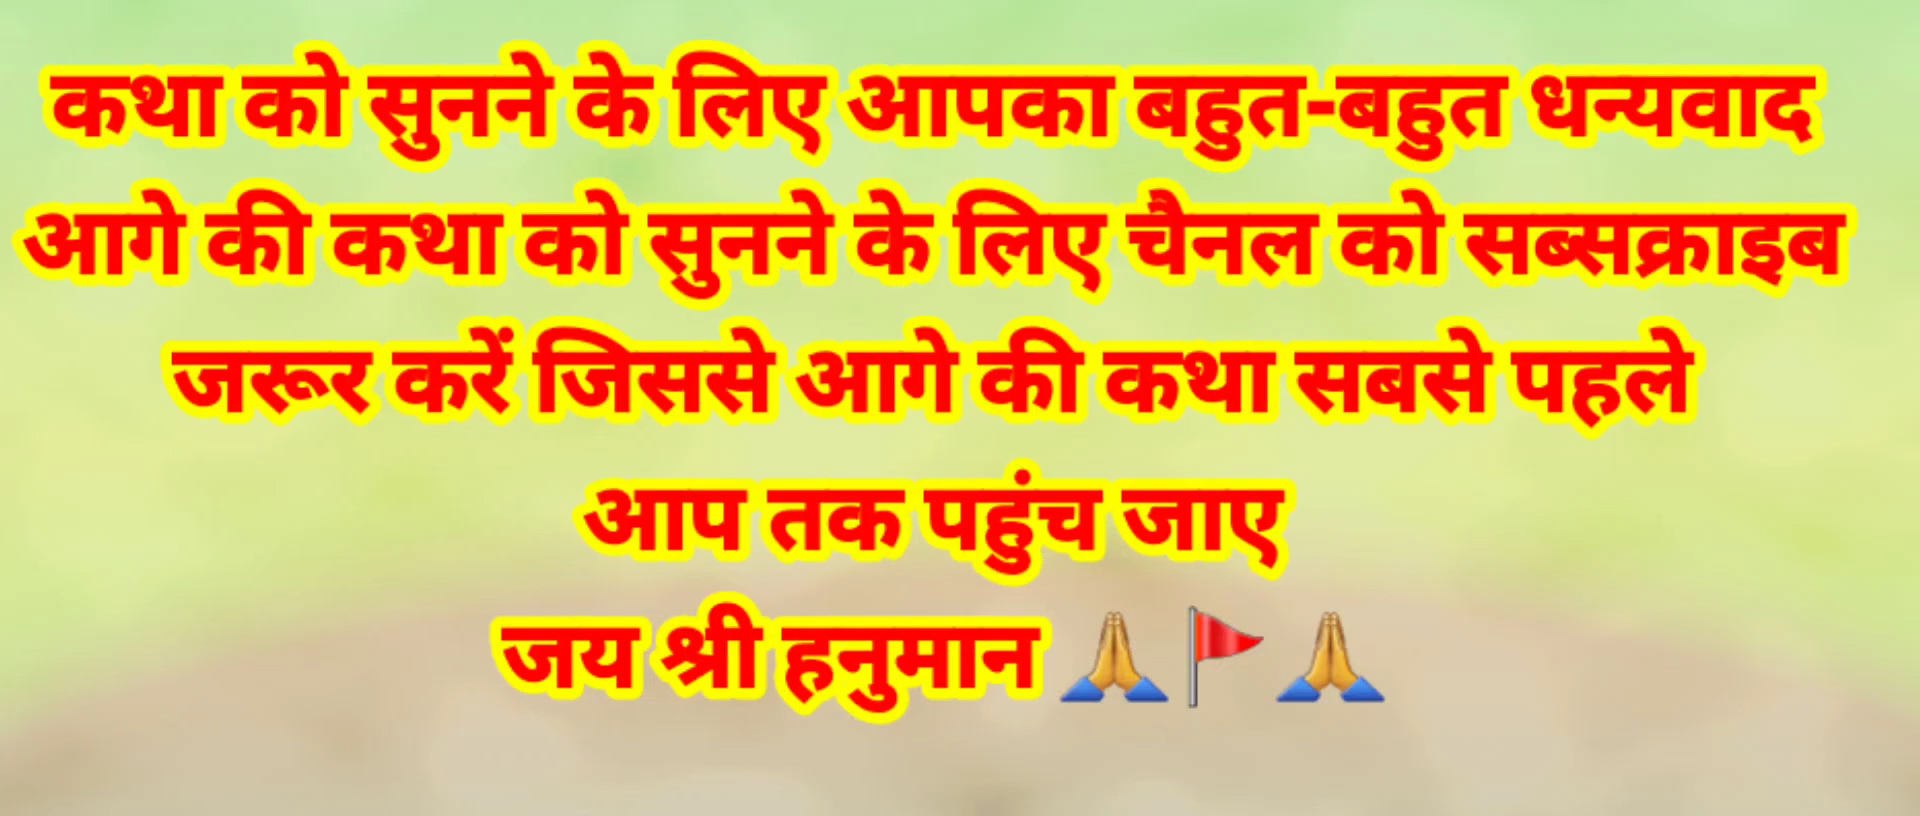 कथा को सुनने के लिए आपका बहुत-बहुत धन्यवाद
आगे की कथा को सुनने के लिए चैनल को सब्सक्राइब
जरूर करें जिससे आगे की कथा सबसे पहले
आप तक पहुंच जाए
जय श्री हनुमान 🙏🚩🙏